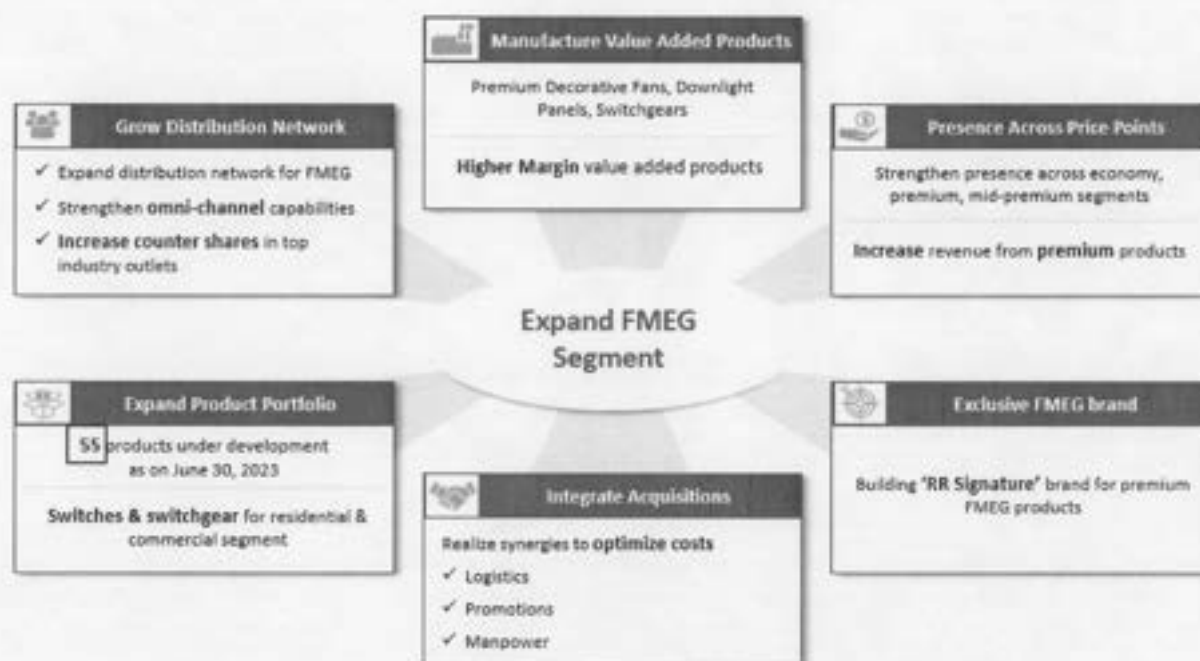 Manufacture Value Added Products
Premium Decorative Fans, Downlight
Panels, Switchgears
Higher Margin value added products
Grow Distribution Network
✓ Expand distribution network for FMEG
✓ Strengthen omni-channel capabilities
✓ Increase counter shares in top
industry outlets
Presence Across Price Points
Strengthen presence across economy,
premium, mid-premium segments
Increase revenue from premium products
Expand FMEG
Segment
Expand Product Portfolio
55 products under development
as on June 30, 2023
Switches & switchgear for residential &
commercial segment
Integrate Acquisitions
Realize synergies to optimize costs
✓ Logistics
✓ Promotions
✓ Manpower
Exclusive FMEG brand
Building 'RR Signature' brand for premium
FMEG products